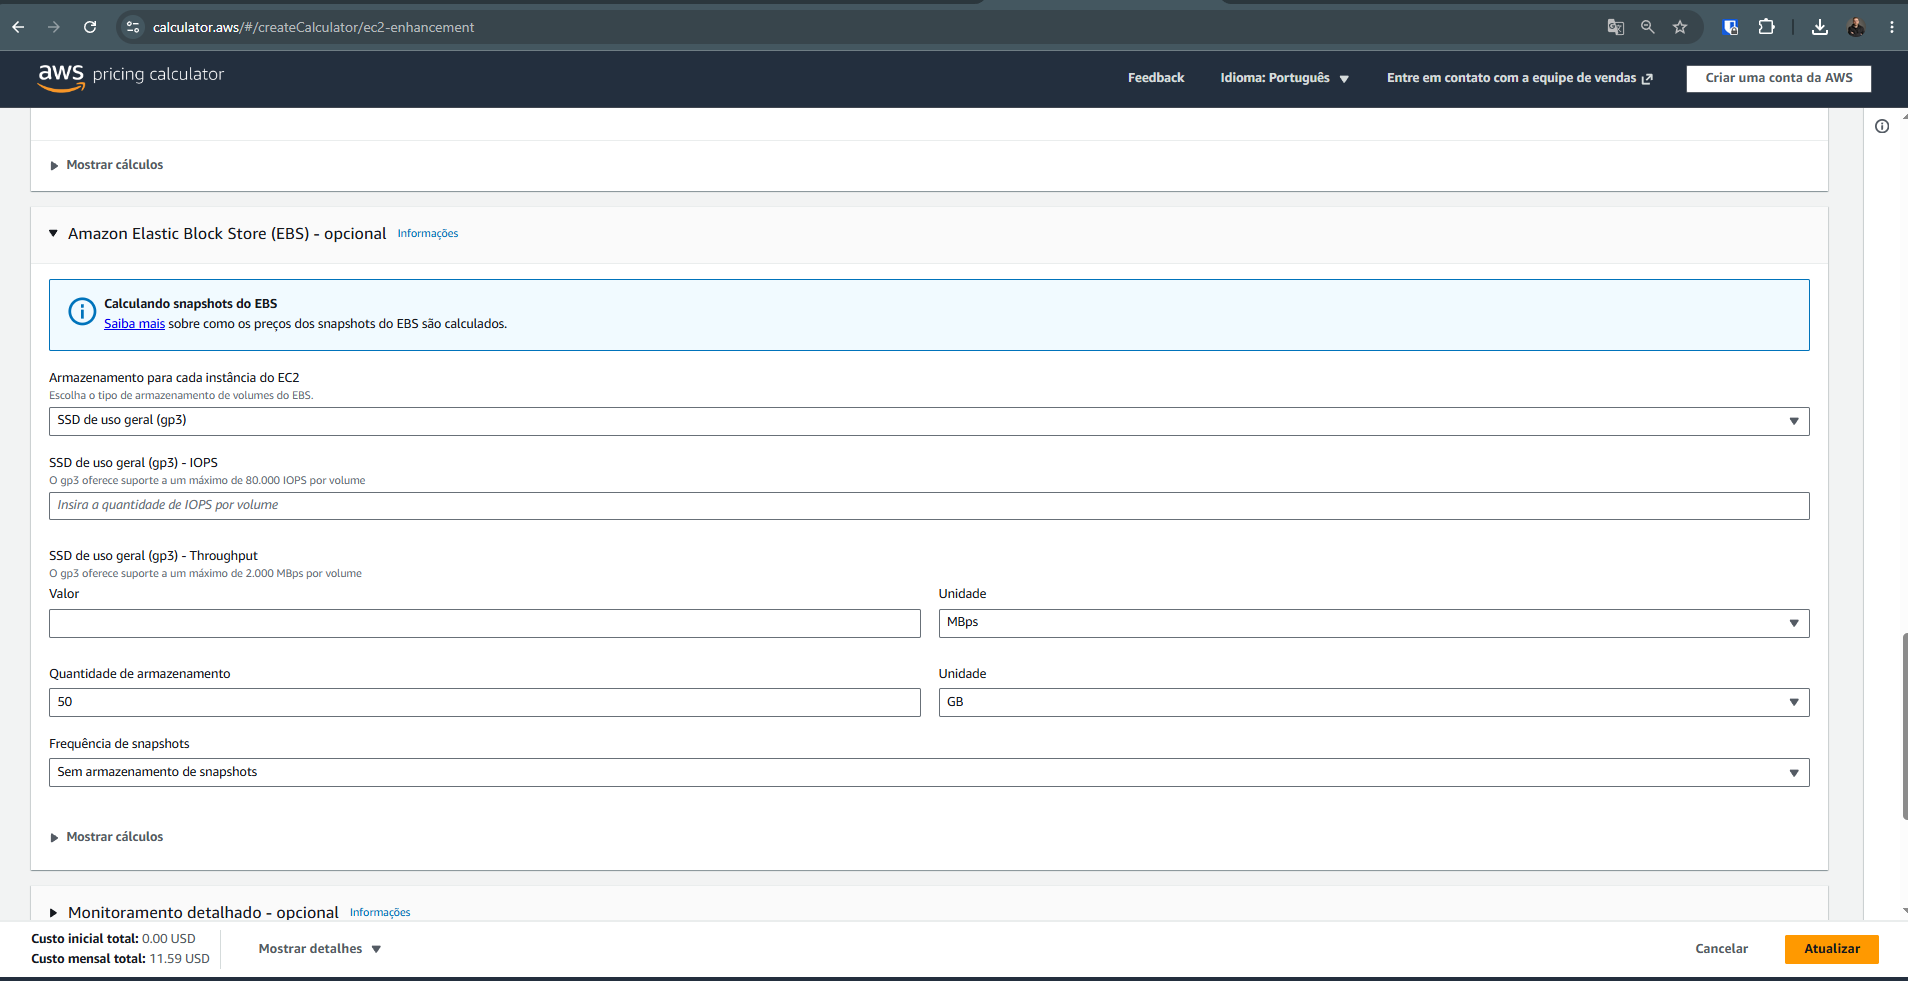 calculator.aws/#/createCalculator/ec2-enhancement
aws pricing calculator
Feedback
Idioma: Português
Entre em contato com a equipe de vendas
Criar uma conta da AWS
Mostrar cálculos
Amazon Elastic Block Store (EBS) - opcional Informações
Calculando snapshots do EBS
Saiba mais sobre como os preços dos snapshots do EBS são calculados.
Armazenamento para cada instância do EC2
Escolha o tipo de armazenamento de volumes do EBS.
SSD de uso geral (gp3)
SSD de uso geral (gp3) - IOPS
O gp3 oferece suporte a um máximo de 80.000 IOPS por volume
Insira a quantidade de IOPS por volume
SSD de uso geral (gp3) - Throughput
O gp3 oferece suporte a um máximo de 2.000 MBps por volume
Valor
Unidade
MBps
Quantidade de armazenamento
Unidade
50
GB
Frequência de snapshots
Sem armazenamento de snapshots
Mostrar cálculos
Monitoramento detalhado - opcional Informações
Custo inicial total: 0.00 USD
Custo mensal total: 11.59 USD
Mostrar detalhes
Cancelar
Atualizar